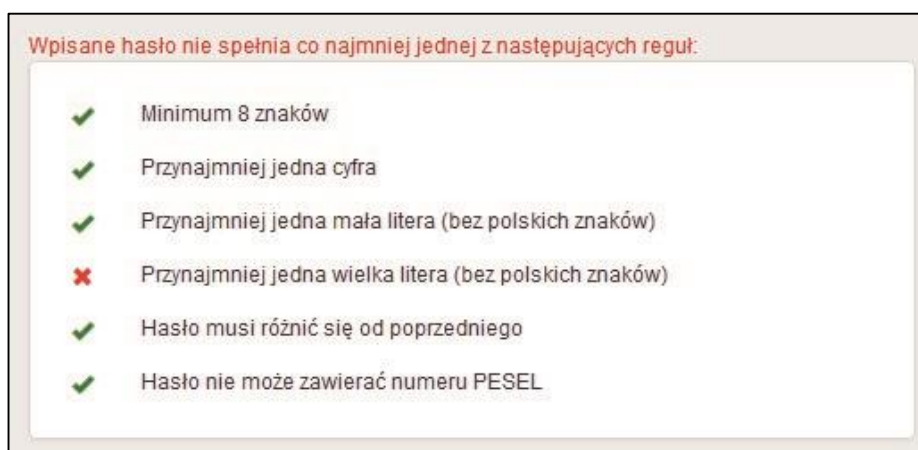 Wpisane hasło nie spełnia co najmniej jednej z następujących reguł:
Minimum 8 znaków
Przynajmniej jedna cyfra
Przynajmniej jedna mała litera (bez polskich znaków)
Przynajmniej jedna wielka litera (bez polskich znaków)
Hasło musi różnić się od poprzedniego
Hasło nie może zawierać numeru PESEL